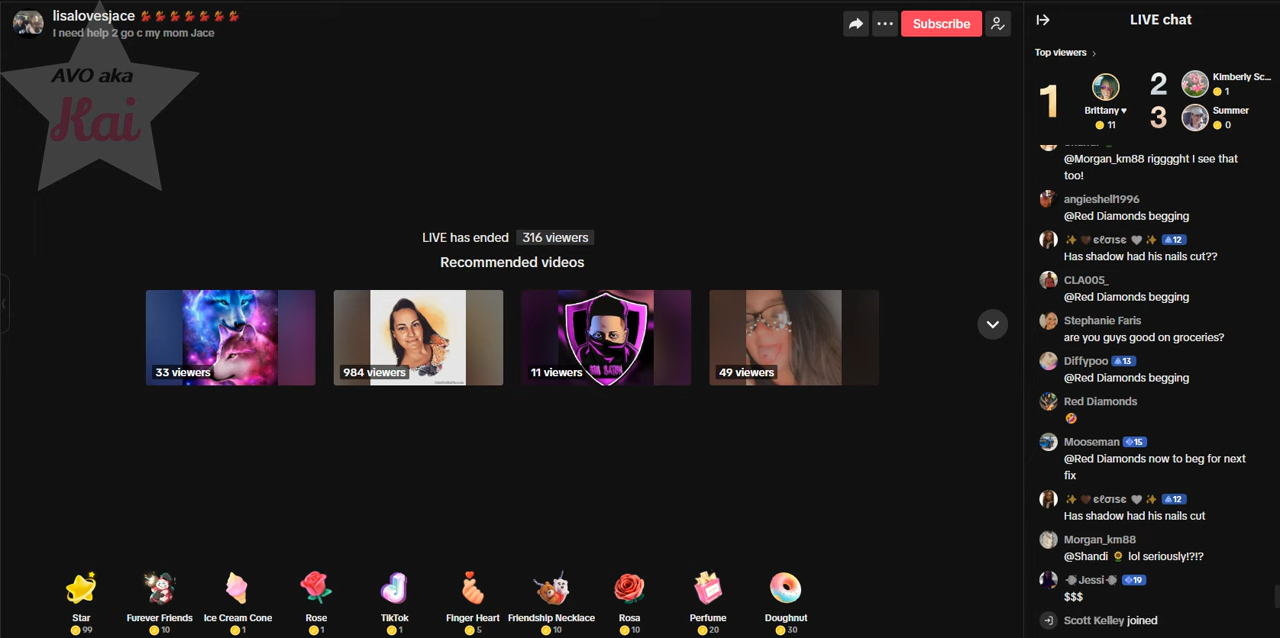 lisalovesjace 💃💃💃💃💃💃💃
I need help 2 go c my mom Jace
AVO aka
Kai
Subscribe
LIVE has ended 316 viewers
Recommended videos
33 viewers
984 viewers
11 viewers
49 viewers
Star
99
Furever Friends
10
Ice Cream Cone
1
Rose
1
TikTok
1
Finger Heart
5
Friendship Necklace
10
Rosa
10
Perfume
20
Doughnut
30
LIVE chat
Top viewers >
1
Brittany ♥
11
2
Kimberly Sc...
1
3
Summer
0
@Morgan_km88 rigggght I see that
too!
angieshell1996
@Red Diamonds begging
✨🤎εℓσιsε🤍✨ 12
Has shadow had his nails cut??
CLA005_
@Red Diamonds begging
Stephanie Faris
are you guys good on groceries?
Diffypoo 13
@Red Diamonds begging
Red Diamonds
🤣
Mooseman 15
@Red Diamonds now to beg for next
fix
✨🤎εℓσιsε🤍✨ 12
Has shadow had his nails cut
Morgan_km88
@Shandi 🌻 lol seriously!?!?
Jessi 19
$$$
Scott Kelley joined